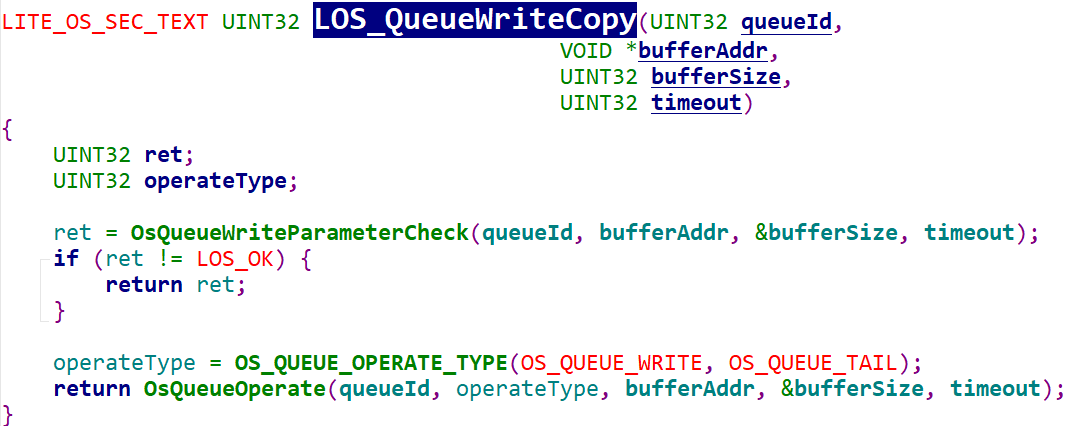 LITE_OS_SEC_TEXT UINT32 LOS_QueueWriteCopy(UINT32 queueId,
VOID *bufferAddr,
UINT32 bufferSize,
UINT32 timeout)
{
UINT32 ret;
UINT32 operateType;
ret = OsQueueWriteParameterCheck(queueId, bufferAddr, &bufferSize, timeout);
if (ret != LOS_OK) {
return ret;
}
operateType = OS_QUEUE_OPERATE_TYPE(OS_QUEUE_WRITE, OS_QUEUE_TAIL);
return OsQueueOperate(queueId, operateType, bufferAddr, &bufferSize, timeout);
}